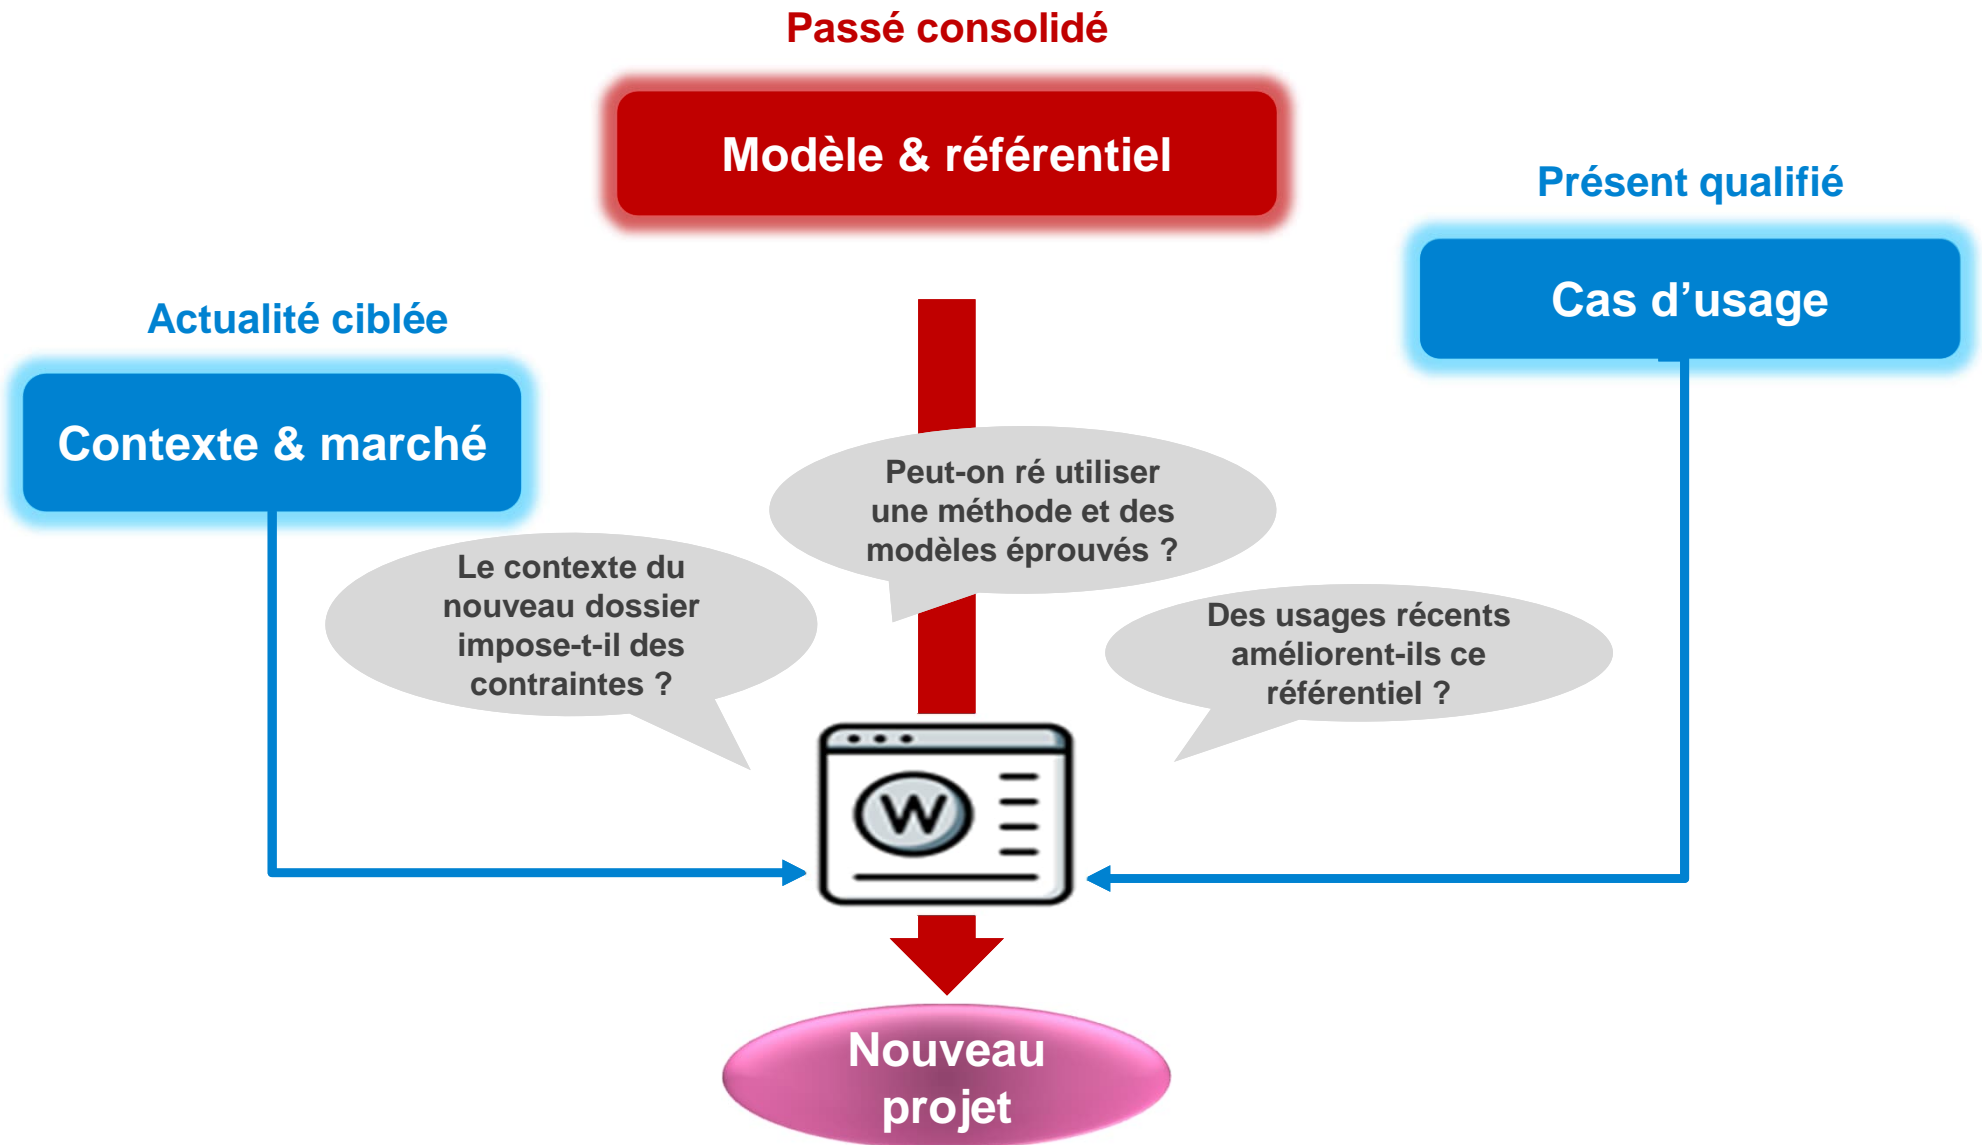 Passé consolidé
Modèle & référentiel
Présent qualifié
Cas d’usage
Actualité ciblée
Contexte & marché
Peut-on ré utiliser
une méthode et des
modèles éprouvés ?
Le contexte du
nouveau dossier
impose-t-il des
contraintes ?
Des usages récents
améliorent-ils ce
référentiel ?
W
Nouveau
projet